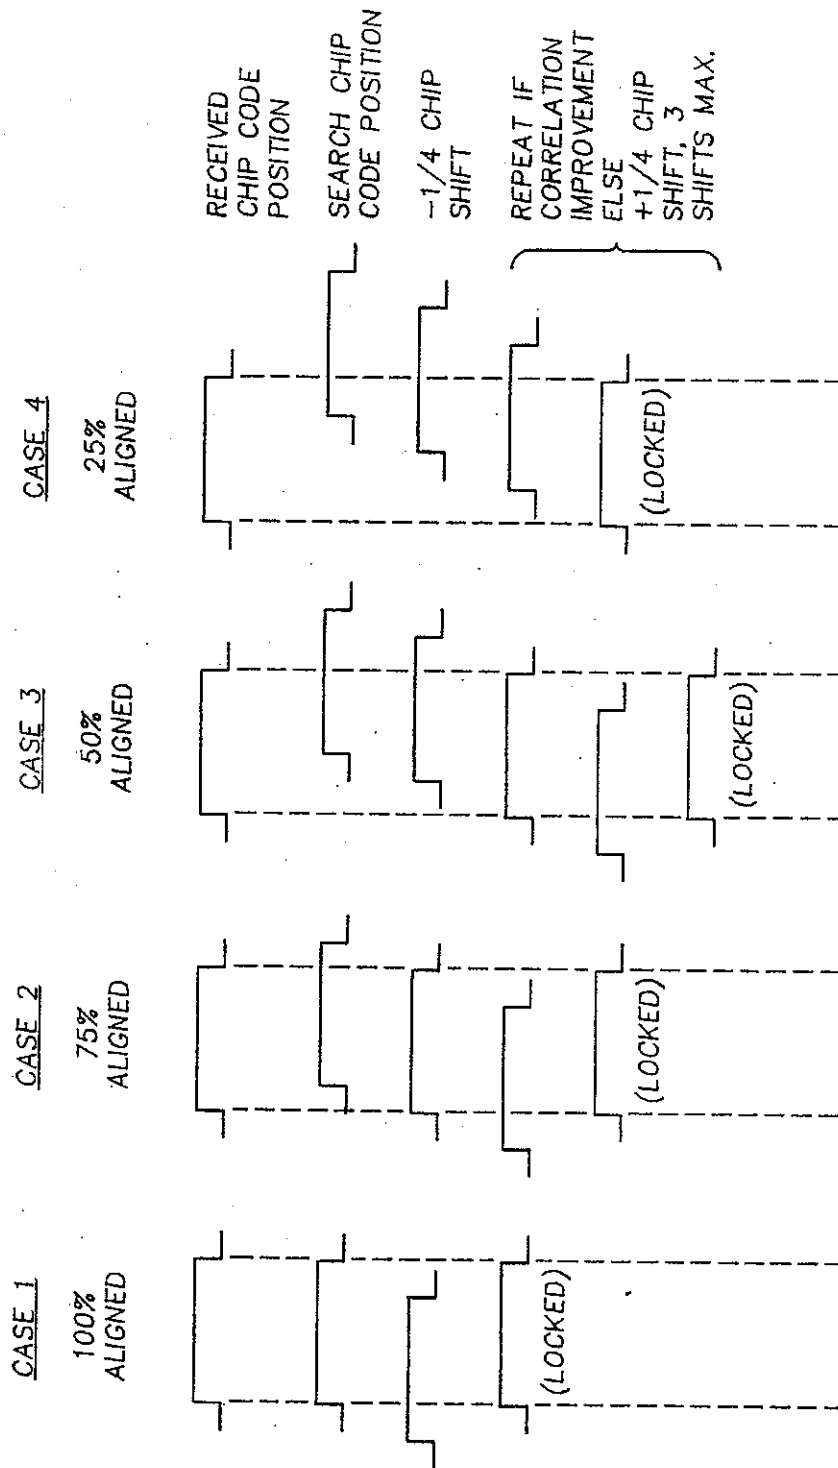 CASE 1
100%
ALIGNED
(LOCKED)
CASE 2
75%
ALIGNED
(LOCKED)
CASE 3
50%
ALIGNED
(LOCKED)
CASE 4
25%
ALIGNED
(LOCKED)
RECEIVED
CHIP CODE
POSITION
SEARCH CHIP
CODE POSITION
-1/4 CHIP
SHIFT
REPEAT IF
CORRELATION
IMPROVEMENT
ELSE
+1/4 CHIP
SHIFT, 3
SHIFTS MAX.